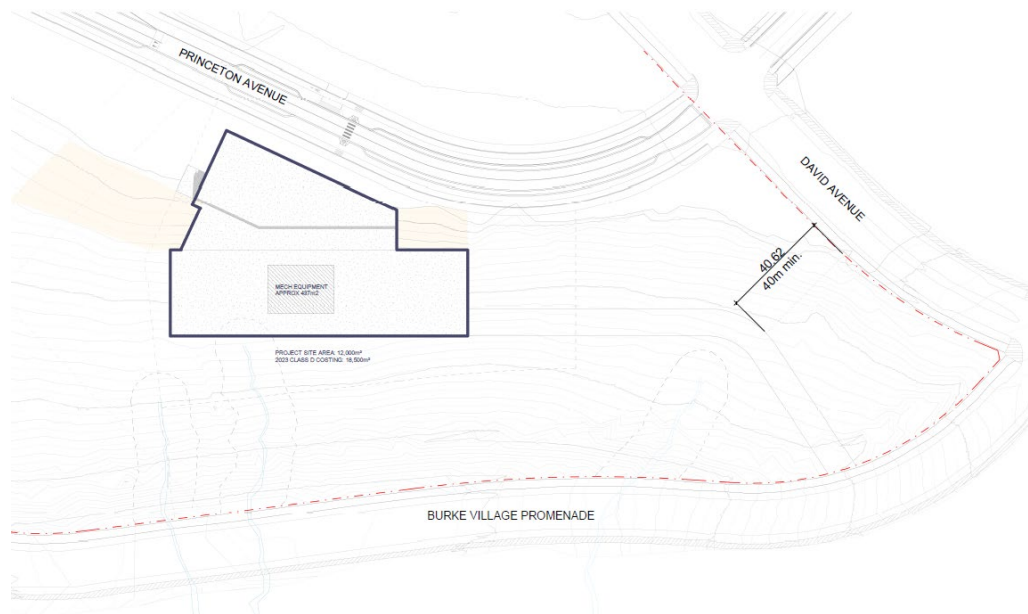 PRINCETON AVENUE
DAVID AVENUE
40.62
40m min.
MECH EQUIPMENT
APPROX 487m2
PROJECT SITE AREA: 12,000m²
2023 CLASS D COSTING: 18,500m²
BURKE VILLAGE PROMENADE